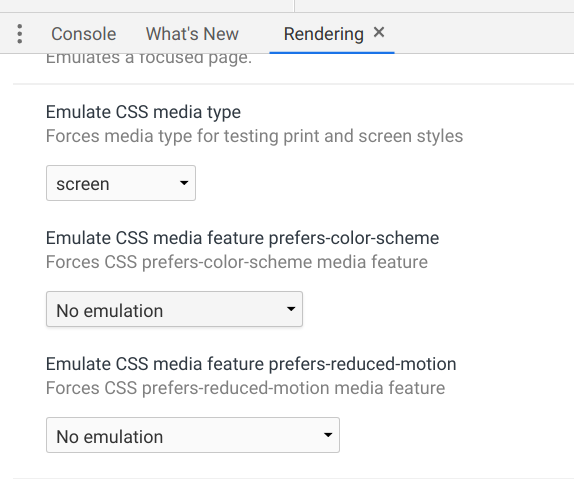 Console What's New Rendering
Emulates a focused page.
Emulate CSS media type
Forces media type for testing print and screen styles
screen
Emulate CSS media feature prefers-color-scheme
Forces CSS prefers-color-scheme media feature
No emulation
Emulate CSS media feature prefers-reduced-motion
Forces CSS prefers-reduced-motion media feature
No emulation